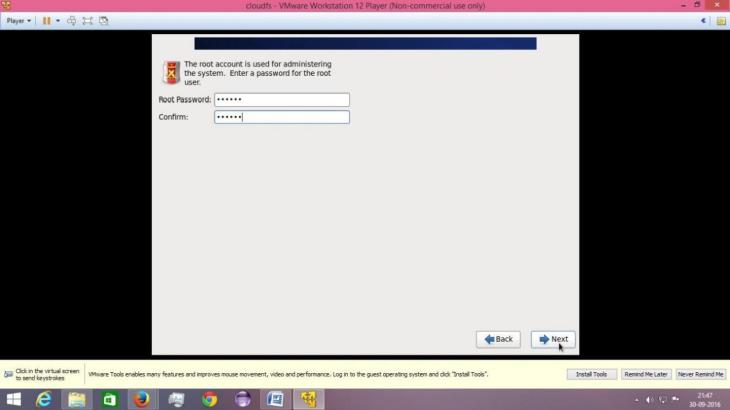 cloudfs - VMware Workstation 12 Player (Non-commercial use only)
Player
The root account is used for administering
the system. Enter a password for the root
user.
Root Password: ••••••
Confirm: ••••••
Back Next
Click in the virtual screen
to send keystrokes
VMware Tools enables many features and improves mouse movement, video and performance. Log in to the guest operating system and click "Install Tools".
Install Tools Remind Me Later Never Remind Me
21:47
30-09-2016